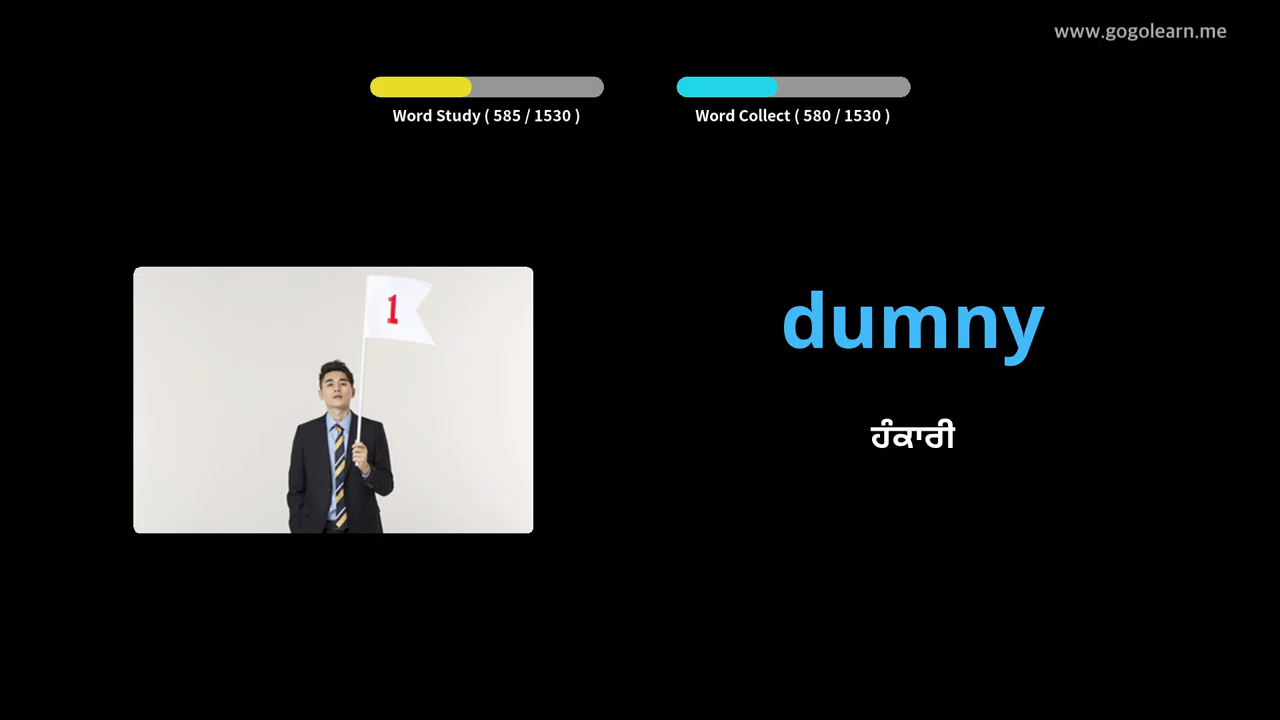 www.gogolearn.me
Word Study ( 585 / 1530 )
Word Collect ( 580 / 1530 )
1
dumny
ਹੰਕਾਰੀ